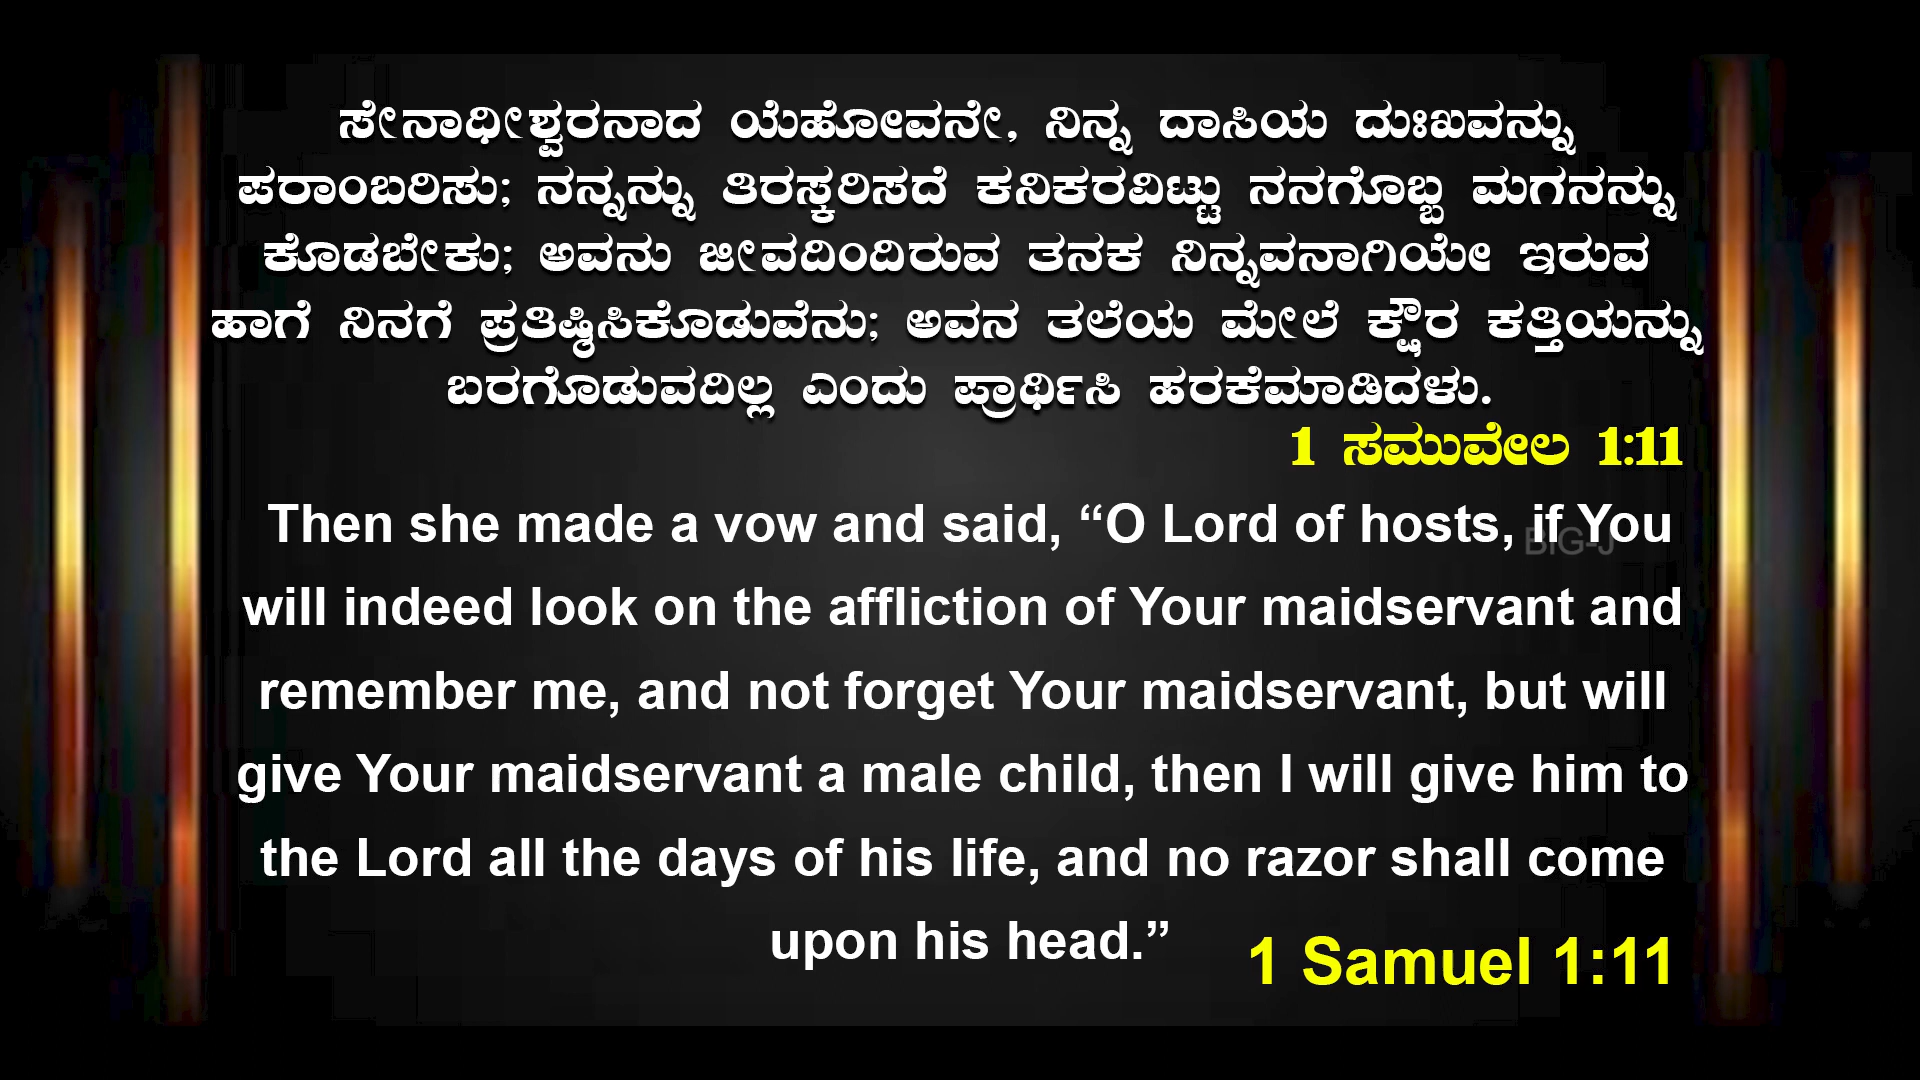 ಸೇನಾಧೀಶ್ವರನಾದ ಯೆಹೋವನೇ, ನಿನ್ನ ದಾಸಿಯ ದುಃಖವನ್ನು
ಪರಾಂಬರಿಸು; ನನ್ನನ್ನು ತಿರಸ್ಕರಿಸದೆ ಕನಿಕರವಿಟ್ಟು ನನಗೊಬ್ಬ ಮಗನನ್ನು
ಕೊಡಬೇಕು; ಅವನು ಜೀವದಿಂದಿರುವ ತನಕ ನಿನ್ನವನಾಗಿಯೇ ಇರುವ
ಹಾಗೆ ನಿನಗೆ ಪ್ರತಿಷ್ಠಿಸಿಕೊಡುವೆನು; ಅವನ ತಲೆಯ ಮೇಲೆ ಕ್ಷೌರ ಕತ್ತಿಯನ್ನು
ಬರಗೊಡುವದಿಲ್ಲ ಎಂದು ಪ್ರಾರ್ಥಿಸಿ ಹರಕೆಮಾಡಿದಳು.
1 ಸಮುವೇಲ 1:11
Then she made a vow and said, “O Lord of hosts, if You
BIG-J
will indeed look on the affliction of Your maidservant and
remember me, and not forget Your maidservant, but will
give Your maidservant a male child, then I will give him to
the Lord all the days of his life, and no razor shall come
upon his head.”
1 Samuel 1:11